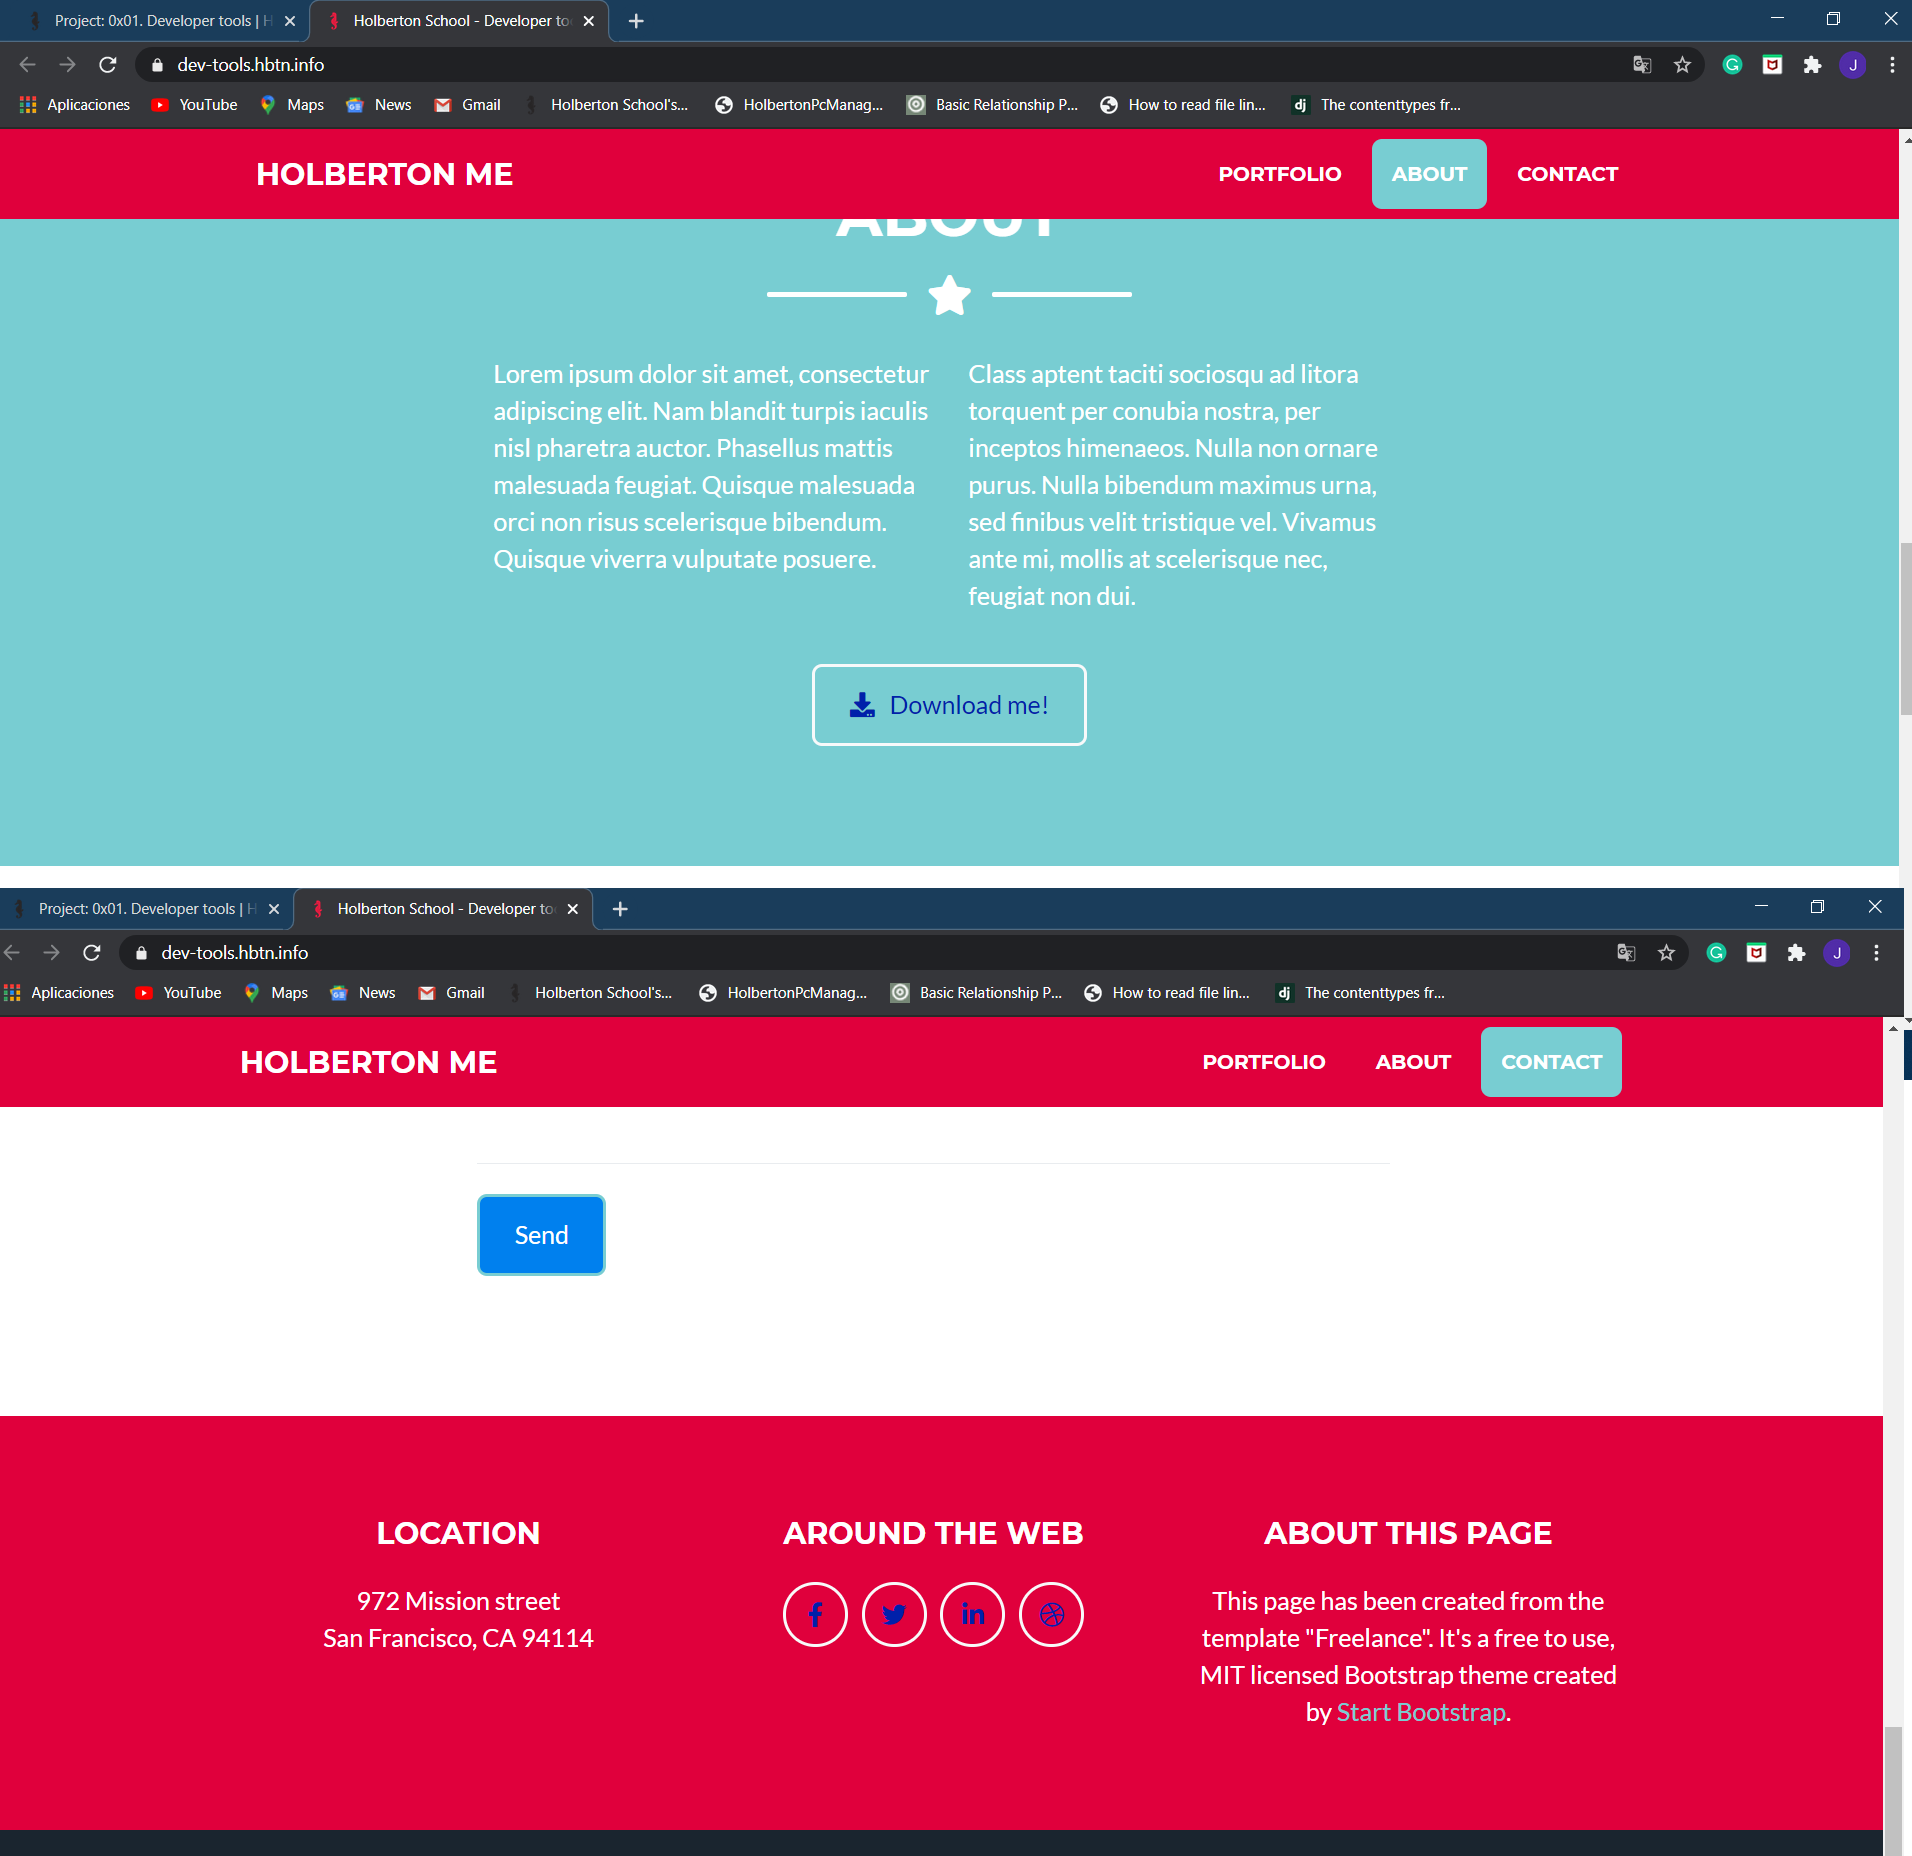 Project: 0x01. Developer tools | H
Holberton School - Developer to
dev-tools.hbtn.info
Aplicaciones YouTube Maps News Gmail Holberton School's... HolbertonPcManag... Basic Relationship P... How to read file lin... The contenttypes fr...
HOLBERTON ME PORTFOLIO ABOUT CONTACT
ABOUT
Lorem ipsum dolor sit amet, consectetur
adipiscing elit. Nam blandit turpis iaculis
nisl pharetra auctor. Phasellus mattis
malesuada feugiat. Quisque malesuada
orci non risus scelerisque bibendum.
Quisque viverra vulputate posuere.
Class aptent taciti sociosqu ad litora
torquent per conubia nostra, per
inceptos himenaeos. Nulla non ornare
purus. Nulla bibendum maximus urna,
sed finibus velit tristique vel. Vivamus
ante mi, mollis at scelerisque nec,
feugiat non dui.
Download me!
Project: 0x01. Developer tools | H
Holberton School - Developer to
dev-tools.hbtn.info
Aplicaciones YouTube Maps News Gmail Holberton School's... HolbertonPcManag... Basic Relationship P... How to read file lin... The contenttypes fr...
HOLBERTON ME PORTFOLIO ABOUT CONTACT
Send
LOCATION
972 Mission street
San Francisco, CA 94114
AROUND THE WEB
ABOUT THIS PAGE
This page has been created from the
template "Freelance". It's a free to use,
MIT licensed Bootstrap theme created
by Start Bootstrap.